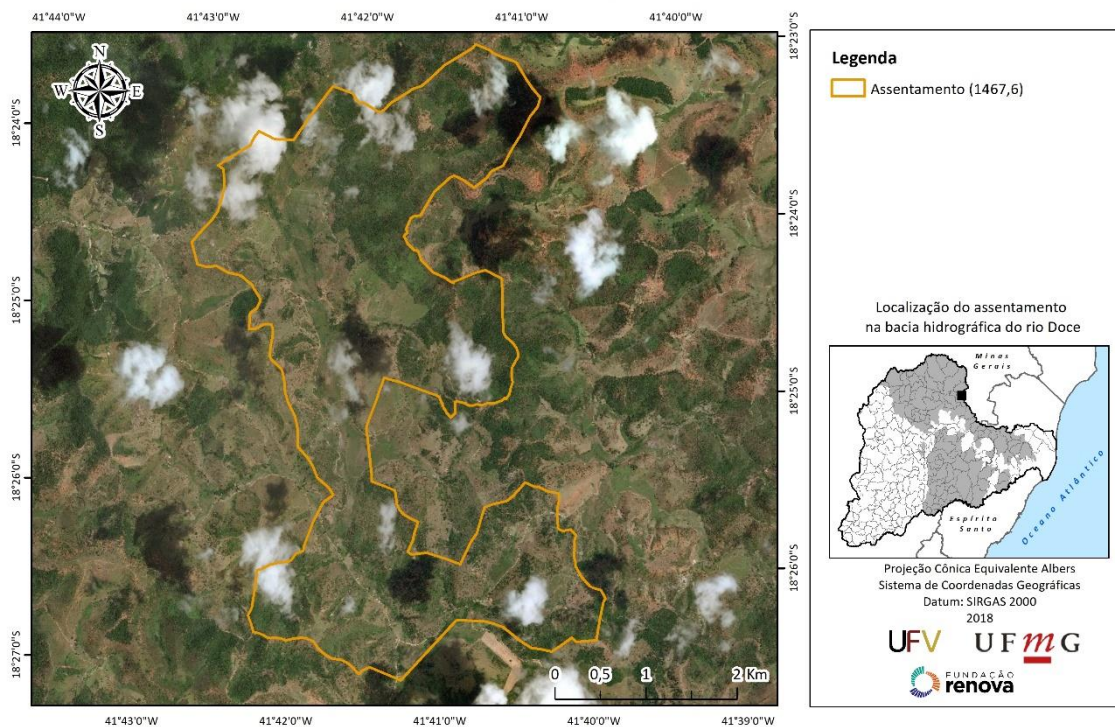 41°44'0"W 41°43'0"W 41°42'0"W 41°41'0"W 41°40'0"W
18°23'0"S
18°24'0"S
18°25'0"S
18°26'0"S
18°24'0"S
18°25'0"S
18°26'0"S
18°27'0"S
N
W E
S
0 0,5 1 2 Km
41°43'0"W 41°42'0"W 41°41'0"W 41°40'0"W 41°39'0"W
Legenda
Assentamento (1467,6)
Localização do assentamento
na bacia hidrográfica do rio Doce
Minas
Gerais
Espírito
Santo
Oceano Atlântico
Projeção Cônica Equivalente Albers
Sistema de Coordenadas Geográficas
Datum: SIRGAS 2000
2018
UFV UFmG
FUNDAÇÃO
renova